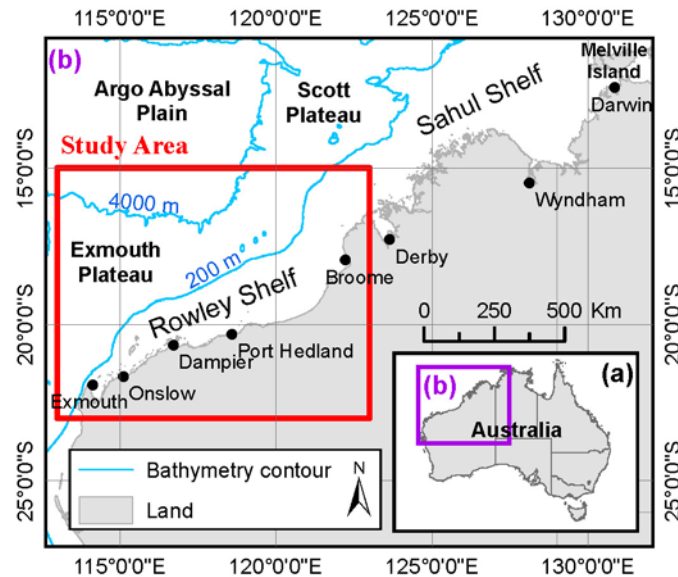 115°0'0"E
120°0'0"E
125°0'0"E
130°0'0"E
(b)
Melville
Island
Argo Abyssal
Plain
Scott
Plateau
Sahul Shelf
Darwin
Study Area
15°0'0"S
15°0'0"S
4000 m
Wyndham
Exmouth
Plateau
200 m
Derby
Broome
Rowley Shelf
0
250
500
Km
20°0'0"S
20°0'0"S
Dampier
Port Hedland
Exmouth
Onslow
(a)
(b)
Australia
Bathymetry contour
N
Land
25°0'0"S
25°0'0"S
115°0'0"E
120°0'0"E
125°0'0"E
130°0'0"E